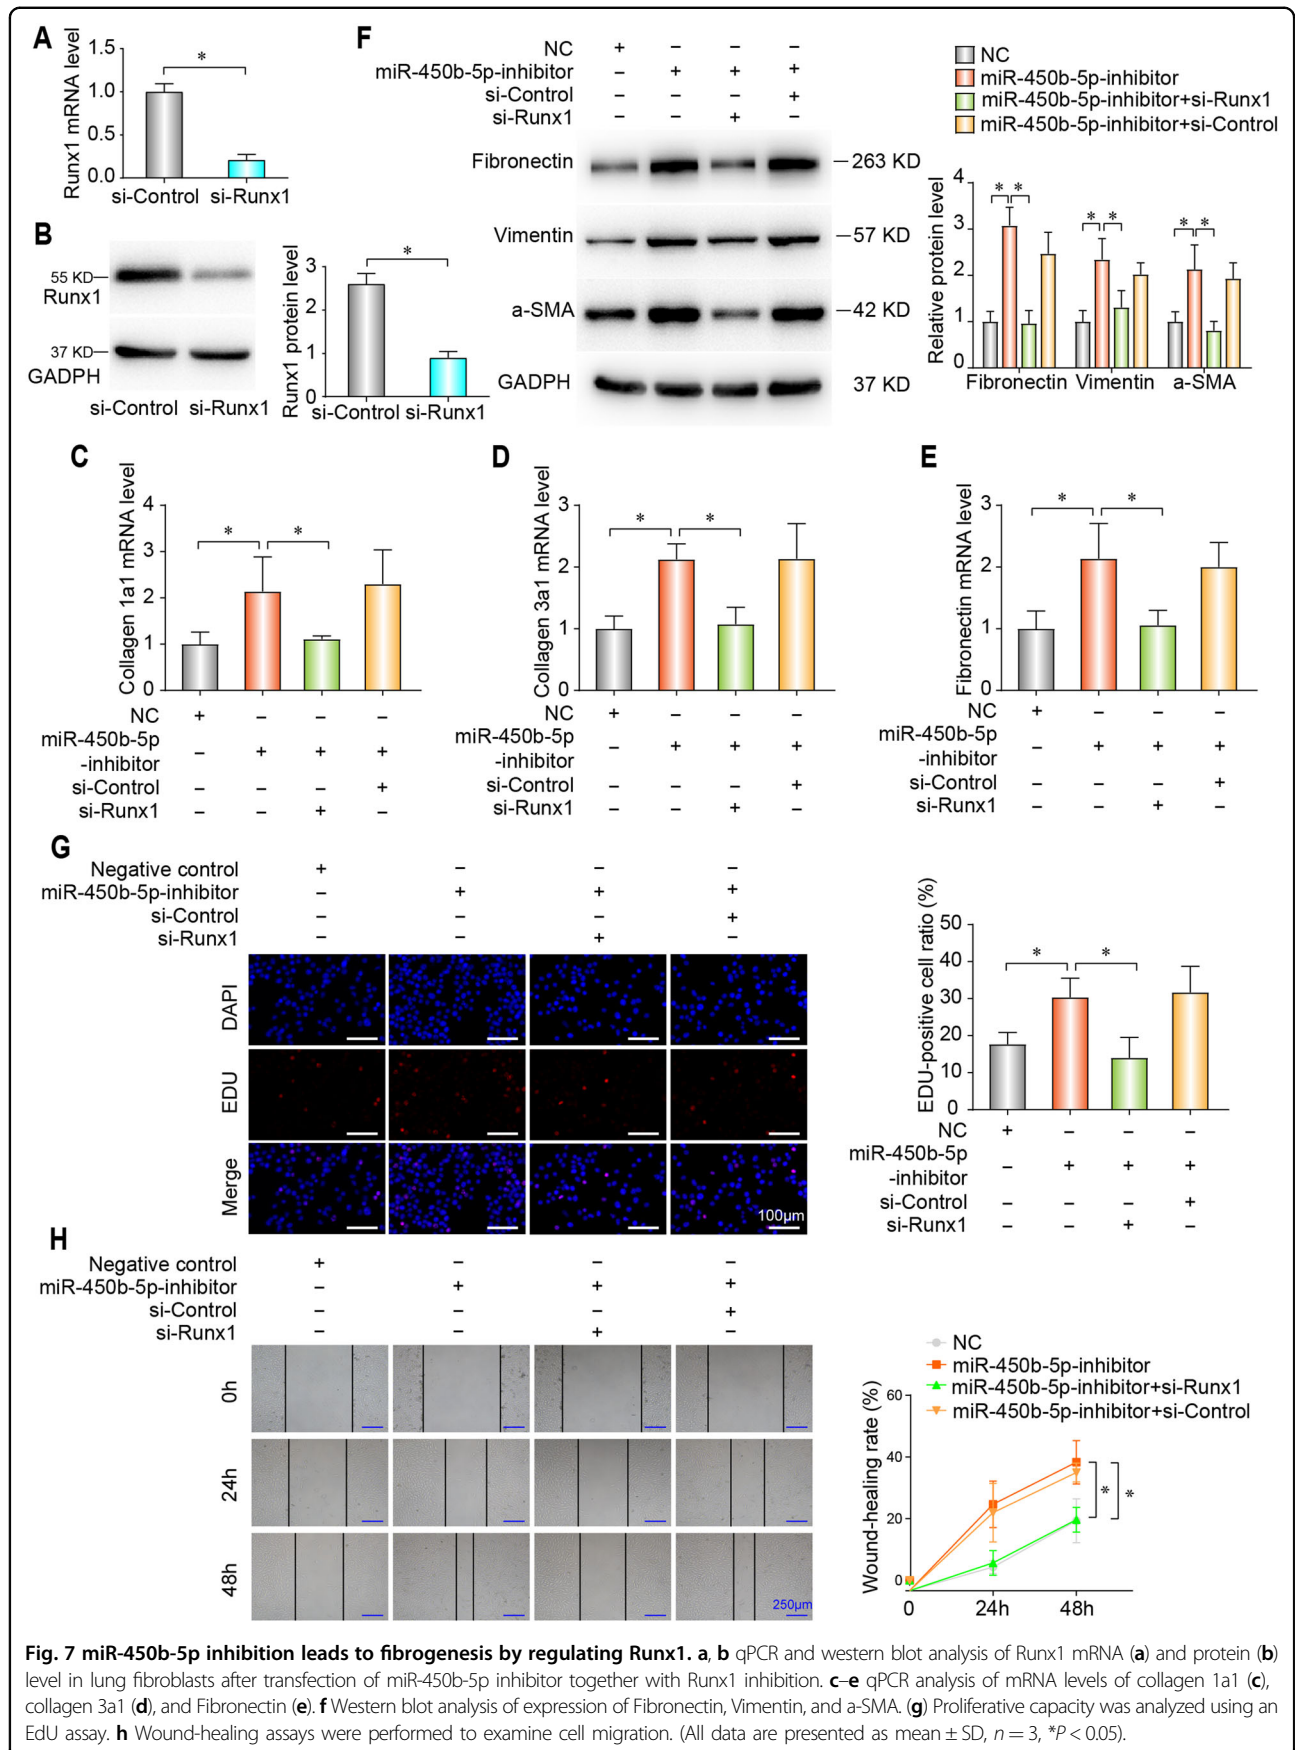 A
Runx1 mRNA level
1.5
1.0
0.5
0.0
*
si-Control si-Runx1
B
55 KD
Runx1
37 KD
GADPH
si-Control si-Runx1
Runx1 protein level
3
2
1
0
*
si-Control si-Runx1
F
NC + − − −
miR-450b-5p-inhibitor − + + +
si-Control − − − +
si-Runx1 − − + −
Fibronectin 263 KD
Vimentin 57 KD
a-SMA 42 KD
GADPH 37 KD
NC
miR-450b-5p-inhibitor
miR-450b-5p-inhibitor+si-Runx1
miR-450b-5p-inhibitor+si-Control
Relative protein level
4
3
2
1
0
* * * * * *
Fibronectin Vimentin a-SMA
C
Collagen 1a1 mRNA level
4
3
2
1
0
* *
NC + − − −
miR-450b-5p
-inhibitor − + + +
si-Control − − − +
si-Runx1 − − + −
D
Collagen 3a1 mRNA level
3
2
1
0
* *
NC + − − −
miR-450b-5p
-inhibitor − + + +
si-Control − − − +
si-Runx1 − − + −
E
Fibronectin mRNA level
3
2
1
0
* *
NC + − − −
miR-450b-5p
-inhibitor − + + +
si-Control − − − +
si-Runx1 − − + −
G
Negative control + − − −
miR-450b-5p-inhibitor − + + +
si-Control − − − +
si-Runx1 − − + −
DAPI
EDU
Merge
100μm
EDU-positive cell ratio (%)
50
40
30
20
10
0
* *
NC + − − −
miR-450b-5p
-inhibitor − + + +
si-Control − − − +
si-Runx1 − − + −
H
Negative control + − − −
miR-450b-5p-inhibitor − + + +
si-Control − − − +
si-Runx1 − − + −
0h
24h
48h
250μm
NC
miR-450b-5p-inhibitor
miR-450b-5p-inhibitor+si-Runx1
miR-450b-5p-inhibitor+si-Control
Wound-healing rate (%)
60
40
20
0
* *
0 24h 48h
Fig. 7 miR-450b-5p inhibition leads to fibrogenesis by regulating Runx1. a, b qPCR and western blot analysis of Runx1 mRNA (a) and protein (b)
level in lung fibroblasts after transfection of miR-450b-5p inhibitor together with Runx1 inhibition. c–e qPCR analysis of mRNA levels of collagen 1a1 (c),
collagen 3a1 (d), and Fibronectin (e). f Western blot analysis of expression of Fibronectin, Vimentin, and a-SMA. (g) Proliferative capacity was analyzed using an
EdU assay. h Wound-healing assays were performed to examine cell migration. (All data are presented as mean ± SD, n = 3, *P < 0.05).